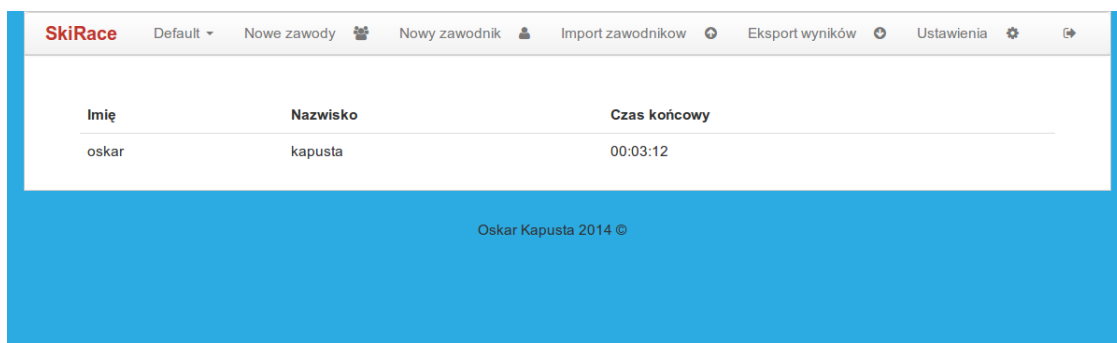 SkiRace Default Nowe zawody Nowy zawodnik Import zawodnikow Eksport wyników Ustawienia
Imię Nazwisko Czas końcowy
oskar kapusta 00:03:12
Oskar Kapusta 2014 ©